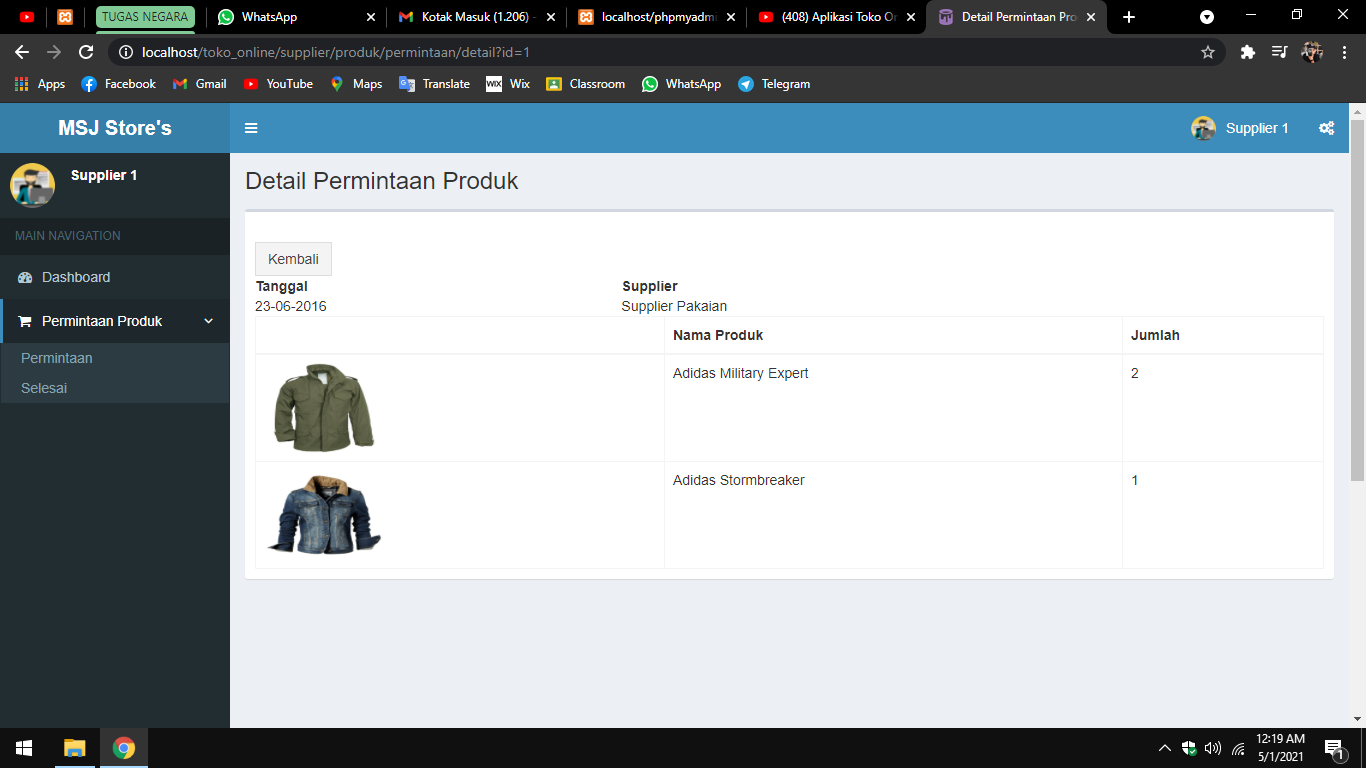 TUGAS NEGARA
WhatsApp
Kotak Masuk (1.206) -
localhost/phpmyadmi
(408) Aplikasi Toko On
Detail Permintaan Pro
localhost/toko_online/supplier/produk/permintaan/detail?id=1
Apps Facebook Gmail YouTube Maps Translate WIX Wix Classroom WhatsApp Telegram
MSJ Store's
Supplier 1
Supplier 1
MAIN NAVIGATION
Dashboard
Permintaan Produk
Permintaan
Selesai
Detail Permintaan Produk
Kembali
Tanggal Supplier
23-06-2016 Supplier Pakaian
Nama Produk Jumlah
Adidas Military Expert 2
Adidas Stormbreaker 1
12:19 AM
5/1/2021
1